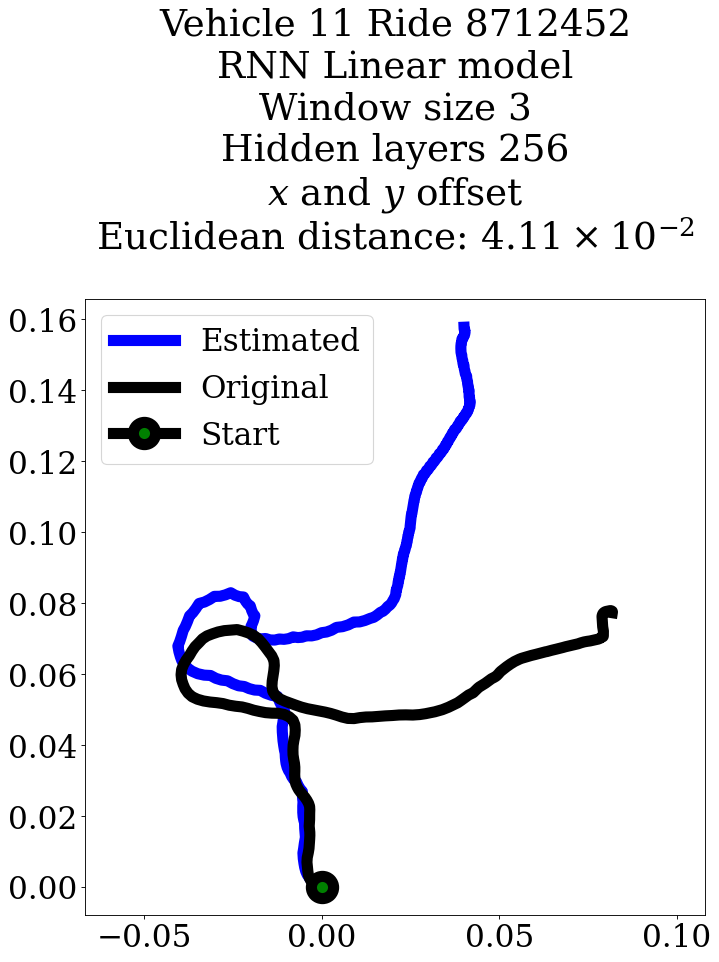 Vehicle 11 Ride 8712452
RNN Linear model
Window size 3
Hidden layers 256
x and y offset
Euclidean distance: 4.11 × 10⁻²
Estimated
Original
Start
0.16
0.14
0.12
0.10
0.08
0.06
0.04
0.02
0.00
−0.05 0.00 0.05 0.10